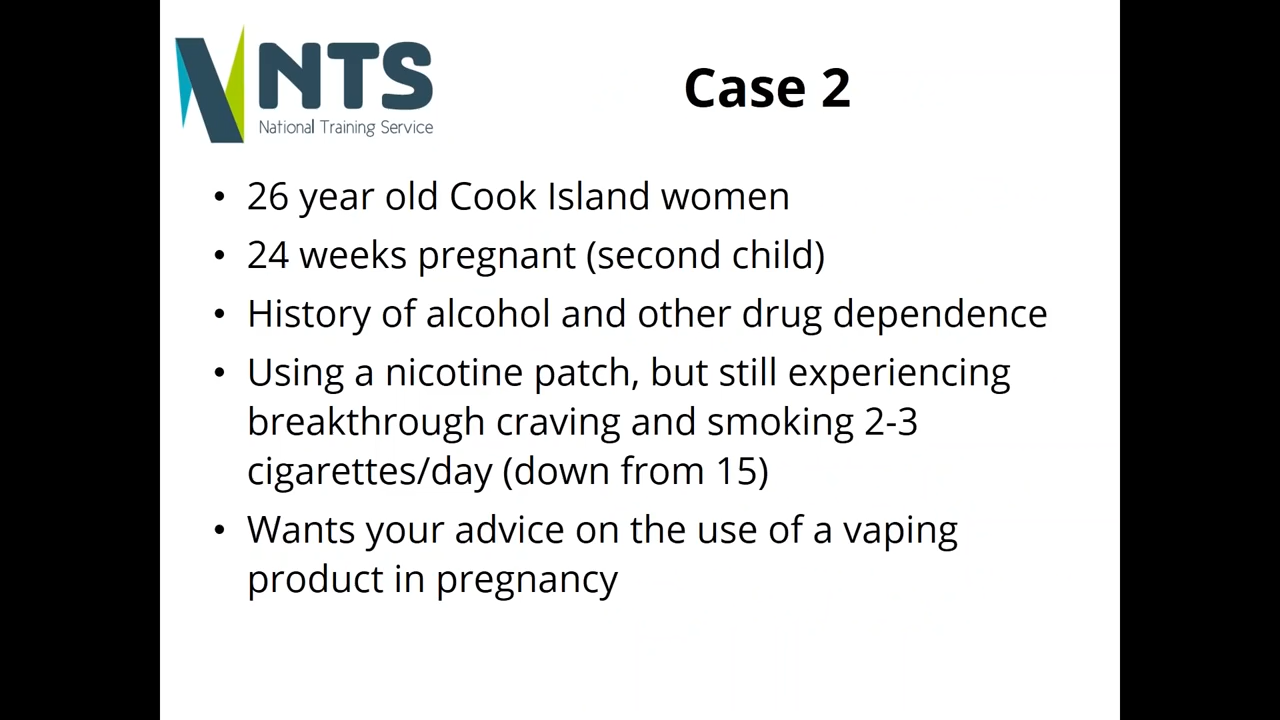 NTS
National Training Service
Case 2
• 26 year old Cook Island women
• 24 weeks pregnant (second child)
• History of alcohol and other drug dependence
• Using a nicotine patch, but still experiencing
breakthrough craving and smoking 2-3
cigarettes/day (down from 15)
• Wants your advice on the use of a vaping
product in pregnancy